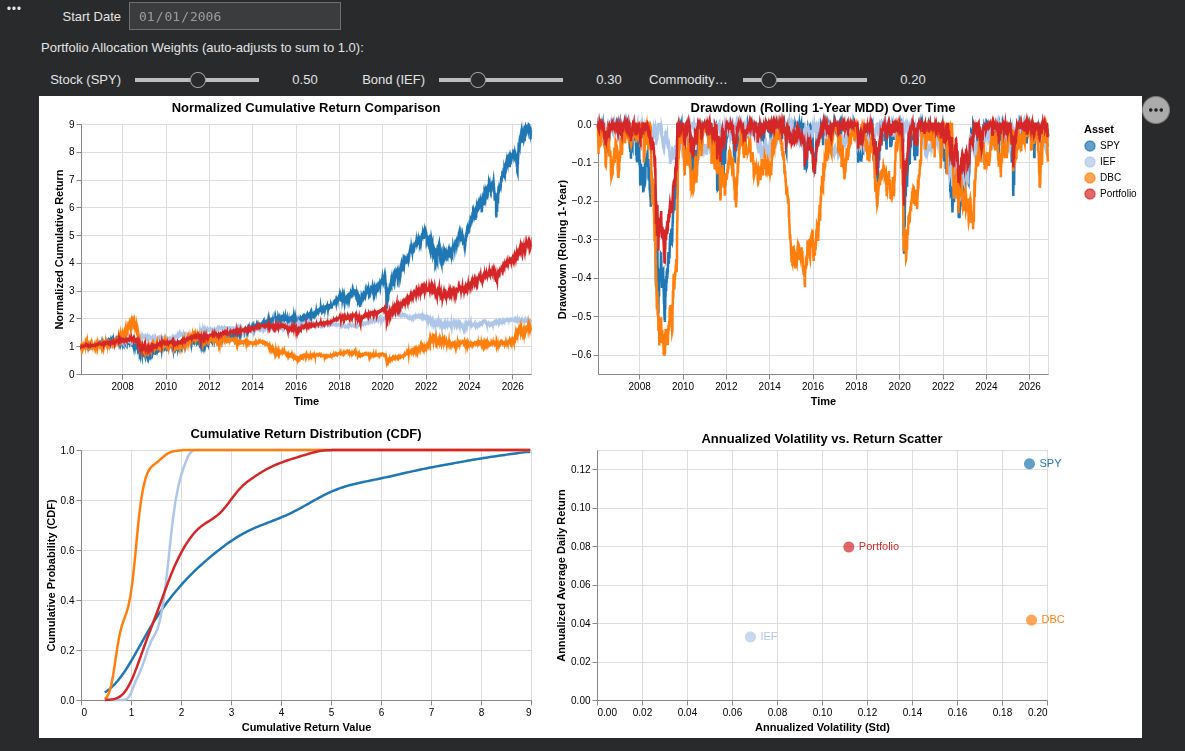 •••
Start Date 01/01/2006
Portfolio Allocation Weights (auto-adjusts to sum to 1.0):
Stock (SPY) 0.50 Bond (IEF) 0.30 Commodity… 0.20
Normalized Cumulative Return Comparison
Normalized Cumulative Return
9
8
7
6
5
4
3
2
1
0
2008 2010 2012 2014 2016 2018 2020 2022 2024 2026
Time
Drawdown (Rolling 1-Year MDD) Over Time
Drawdown (Rolling 1-Year)
0.0
−0.1
−0.2
−0.3
−0.4
−0.5
−0.6
2008 2010 2012 2014 2016 2018 2020 2022 2024 2026
Time
•••
Asset
SPY
IEF
DBC
Portfolio
Cumulative Return Distribution (CDF)
Cumulative Probability (CDF)
1.0
0.8
0.6
0.4
0.2
0.0
0 1 2 3 4 5 6 7 8 9
Cumulative Return Value
Annualized Volatility vs. Return Scatter
Annualized Average Daily Return
0.12
0.10
0.08
0.06
0.04
0.02
0.00
SPY
Portfolio
DBC
IEF
0.00 0.02 0.04 0.06 0.08 0.10 0.12 0.14 0.16 0.18 0.20
Annualized Volatility (Std)